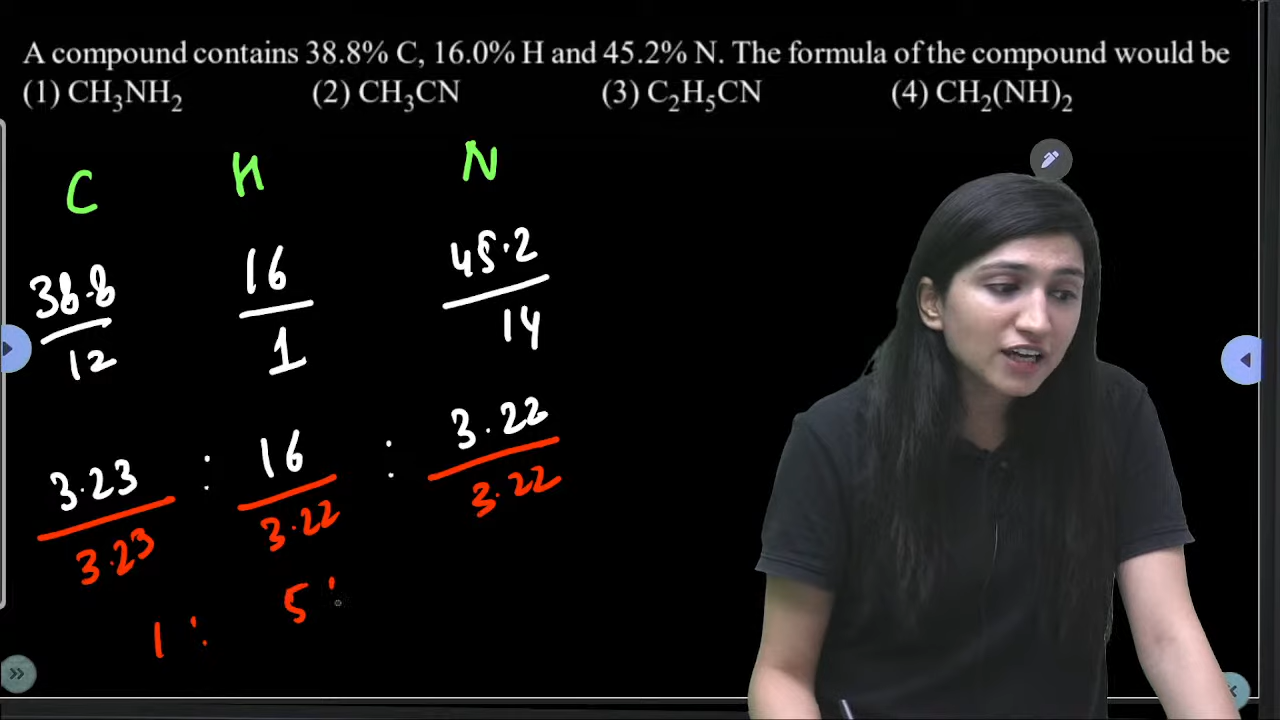 A compound contains 38.8% C, 16.0% H and 45.2% N. The formula of the compound would be
(1) CH₃NH₂ (2) CH₃CN (3) C₂H₅CN (4) CH₂(NH)₂
C H N
38.8 16 45.2
12 1 14
3.23 : 16 : 3.22
3.23 3.22 3.22
1 : 5 :